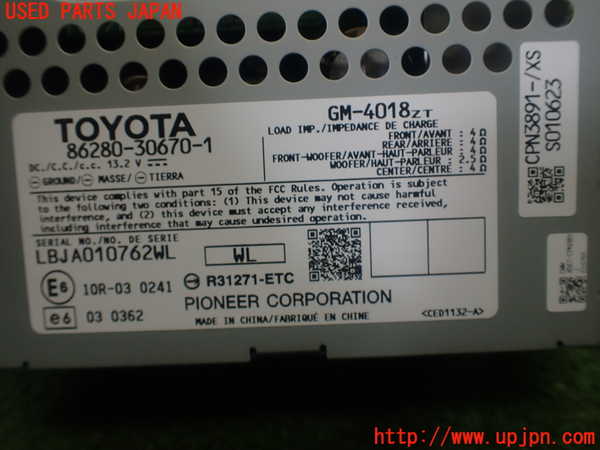 USED PARTS JAPAN
TOYOTA
86280-30670-1
DC./C.C./c.c. 13.2 V
GROUND/ MASSE/ TIERRA
GM-4018ZT
LOAD IMP./IMPEDANCE DE CHARGE
FRONT/AVANT : 4Ω
REAR/ARRIERE : 4Ω
FRONT-WOOFER/AVANT-HAUT-PARLEUR : 4Ω
WOOFER/HAUT-PARLEUR : 2.5Ω
CENTER/CENTRE : 4Ω
This device complies with part 15 of the FCC Rules. Operation is subject
to the following two conditions: (1) This device may not cause harmful
interference, and (2) this device must accept any interference received,
including interference that may cause undesired operation.
SERIAL NO./NO. DE SERIE
LBJA010762WL
WL
R31271-ETC
E6 10R-03 0241
PIONEER CORPORATION
e6 03 0362
MADE IN CHINA/FABRIQUÉ EN CHINE
<CED1132-A>
CPN3891-/XS
S010623
http://www.upjpn.com